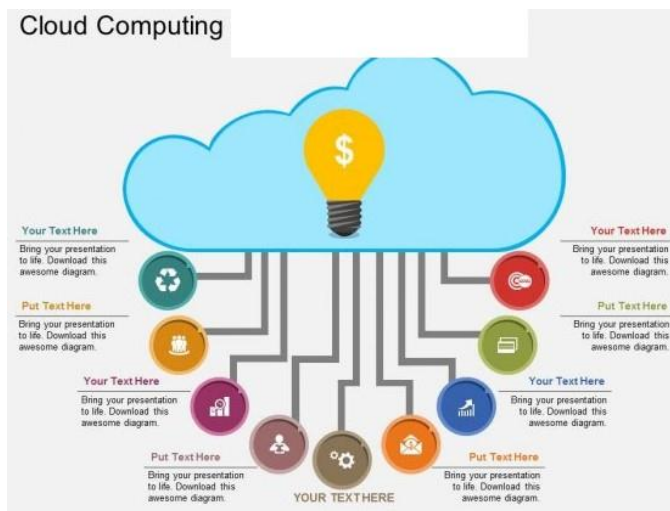 Cloud Computing
$
Your Text Here
Bring your presentation
to life. Download this
awesome diagram.
Put Text Here
Bring your presentation
to life. Download this
awesome diagram.
Your Text Here
Bring your presentation
to life. Download this
awesome diagram.
Put Text Here
Bring your presentation
to life. Download this
awesome diagram.
YOUR TEXT HERE
Put Text Here
Bring your presentation
to life. Download this
awesome diagram.
Your Text Here
Bring your presentation
to life. Download this
awesome diagram.
Put Text Here
Bring your presentation
to life. Download this
awesome diagram.
Your Text Here
Bring your presentation
to life. Download this
awesome diagram.